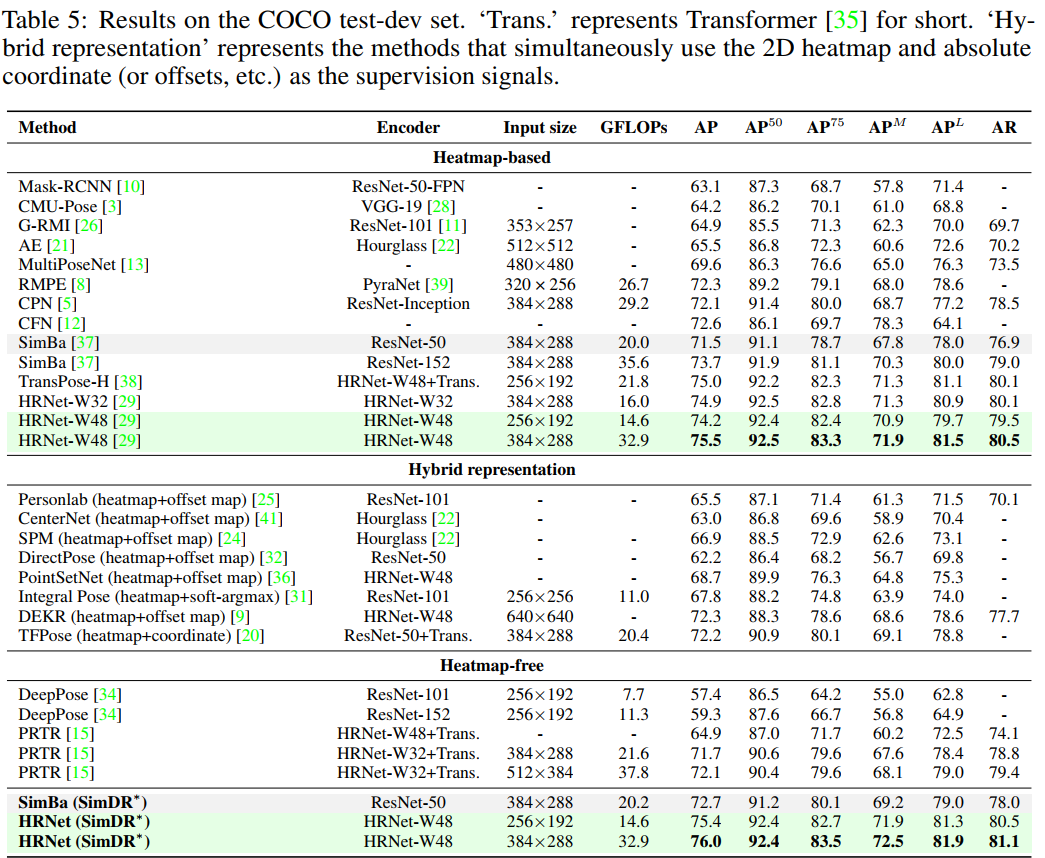 Table 5: Results on the COCO test-dev set. ‘Trans.’ represents Transformer [35] for short. ‘Hy-
brid representation’ represents the methods that simultaneously use the 2D heatmap and absolute
coordinate (or offsets, etc.) as the supervision signals.
Method Encoder Input size GFLOPs AP AP^50 AP^75 AP^M AP^L AR
Heatmap-based
Mask-RCNN [10] ResNet-50-FPN - - 63.1 87.3 68.7 57.8 71.4 -
CMU-Pose [3] VGG-19 [28] - - 64.2 86.2 70.1 61.0 68.8 -
G-RMI [26] ResNet-101 [11] 353×257 - 64.9 85.5 71.3 62.3 70.0 69.7
AE [21] Hourglass [22] 512×512 - 65.5 86.8 72.3 60.6 72.6 70.2
MultiPoseNet [13] - 480×480 - 69.6 86.3 76.6 65.0 76.3 73.5
RMPE [8] PyraNet [39] 320 × 256 26.7 72.3 89.2 79.1 68.0 78.6 -
CPN [5] ResNet-Inception 384×288 29.2 72.1 91.4 80.0 68.7 77.2 78.5
CFN [12] - - - 72.6 86.1 69.7 78.3 64.1 -
SimBa [37] ResNet-50 384×288 20.0 71.5 91.1 78.7 67.8 78.0 76.9
SimBa [37] ResNet-152 384×288 35.6 73.7 91.9 81.1 70.3 80.0 79.0
TransPose-H [38] HRNet-W48+Trans. 256×192 21.8 75.0 92.2 82.3 71.3 81.1 80.1
HRNet-W32 [29] HRNet-W32 384×288 16.0 74.9 92.5 82.8 71.3 80.9 80.1
HRNet-W48 [29] HRNet-W48 256×192 14.6 74.2 92.4 82.4 70.9 79.7 79.5
HRNet-W48 [29] HRNet-W48 384×288 32.9 75.5 92.5 83.3 71.9 81.5 80.5
Hybrid representation
Personlab (heatmap+offset map) [25] ResNet-101 - - 65.5 87.1 71.4 61.3 71.5 70.1
CenterNet (heatmap+offset map) [41] Hourglass [22] - - 63.0 86.8 69.6 58.9 70.4 -
SPM (heatmap+offset map) [24] Hourglass [22] - - 66.9 88.5 72.9 62.6 73.1 -
DirectPose (heatmap+offset map) [32] ResNet-50 - - 62.2 86.4 68.2 56.7 69.8 -
PointSetNet (heatmap+offset map) [36] HRNet-W48 - - 68.7 89.9 76.3 64.8 75.3 -
Integral Pose (heatmap+soft-argmax) [31] ResNet-101 256×256 11.0 67.8 88.2 74.8 63.9 74.0 -
DEKR (heatmap+offset map) [9] HRNet-W48 640×640 - 72.3 88.3 78.6 68.6 78.6 77.7
TFPose (heatmap+coordinate) [20] ResNet-50+Trans. 384×288 20.4 72.2 90.9 80.1 69.1 78.8 -
Heatmap-free
DeepPose [34] ResNet-101 256×192 7.7 57.4 86.5 64.2 55.0 62.8 -
DeepPose [34] ResNet-152 256×192 11.3 59.3 87.6 66.7 56.8 64.9 -
PRTR [15] HRNet-W48+Trans. - - 64.9 87.0 71.7 60.2 72.5 74.1
PRTR [15] HRNet-W32+Trans. 384×288 21.6 71.7 90.6 79.6 67.6 78.4 78.8
PRTR [15] HRNet-W32+Trans. 512×384 37.8 72.1 90.4 79.6 68.1 79.0 79.4
SimBa (SimDR*) ResNet-50 384×288 20.2 72.7 91.2 80.1 69.2 79.0 78.0
HRNet (SimDR*) HRNet-W48 256×192 14.6 75.4 92.4 82.7 71.9 81.3 80.5
HRNet (SimDR*) HRNet-W48 384×288 32.9 76.0 92.4 83.5 72.5 81.9 81.1